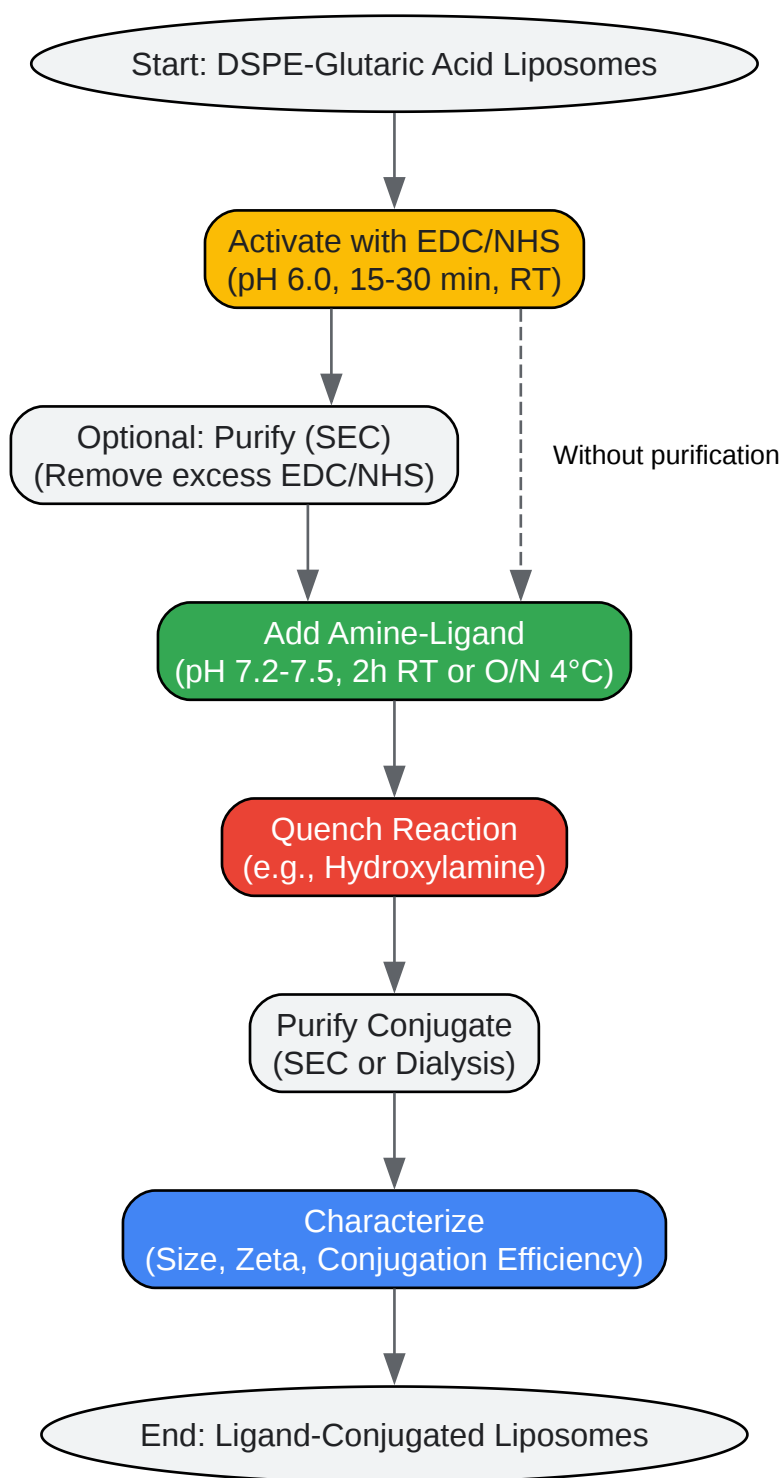 Start: DSPE-Glutaric Acid Liposomes
Activate with EDC/NHS
(pH 6.0, 15-30 min, RT)
Optional: Purify (SEC)
(Remove excess EDC/NHS)
Without purification
Add Amine-Ligand
(pH 7.2-7.5, 2h RT or O/N 4°C)
Quench Reaction
(e.g., Hydroxylamine)
Purify Conjugate
(SEC or Dialysis)
Characterize
(Size, Zeta, Conjugation Efficiency)
End: Ligand-Conjugated Liposomes